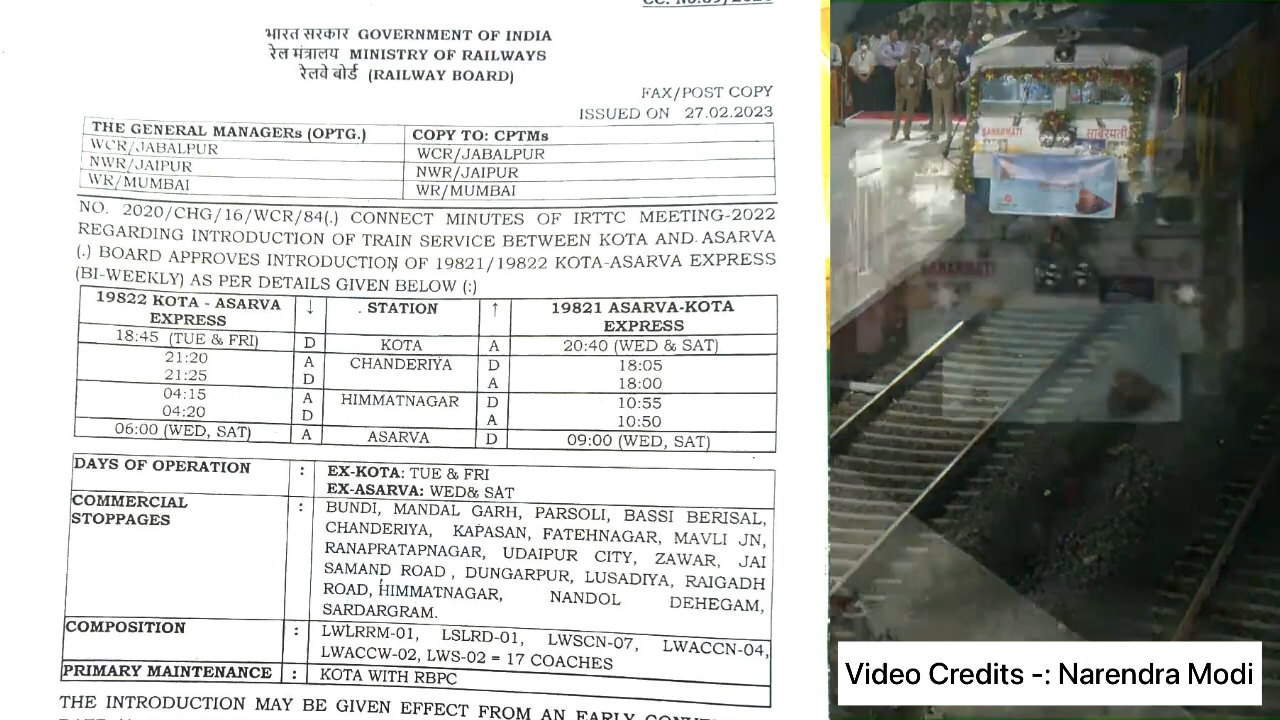 CC. No.
भारत सरकार GOVERNMENT OF INDIA
रेल मंत्रालय MINISTRY OF RAILWAYS
रेलवे बोर्ड (RAILWAY BOARD)
FAX/POST COPY
ISSUED ON 27.02.2023
THE GENERAL MANAGERs (OPTG.) COPY TO: CPTMs
WCR/JABALPUR WCR/JABALPUR
NWR/JAIPUR NWR/JAIPUR
WR/MUMBAI WR/MUMBAI
NO. 2020/CHG/16/WCR/84(.) CONNECT MINUTES OF IRTTC MEETING-2022
REGARDING INTRODUCTION OF TRAIN SERVICE BETWEEN KOTA AND ASARVA
(.) BOARD APPROVES INTRODUCTION OF 19821/19822 KOTA-ASARVA EXPRESS
(BI-WEEKLY) AS PER DETAILS GIVEN BELOW (:)
19822 KOTA - ASARVA ↓ . STATION ↑ 19821 ASARVA-KOTA
EXPRESS EXPRESS
18:45 (TUE & FRI) D KOTA A 20:40 (WED & SAT)
21:20 A CHANDERIYA D 18:05
21:25 D A 18:00
04:15 A HIMMATNAGAR D 10:55
04:20 D A 10:50
06:00 (WED, SAT) A ASARVA D 09:00 (WED, SAT)
DAYS OF OPERATION : EX-KOTA: TUE & FRI
EX-ASARVA: WED& SAT
COMMERCIAL : BUNDI, MANDAL GARH, PARSOLI, BASSI BERISAL,
STOPPAGES CHANDERIYA, KAPASAN, FATEHNAGAR, MAVLI JN,
RANAPRATAPNAGAR, UDAIPUR CITY, ZAWAR, JAI
SAMAND ROAD , DUNGARPUR, LUSADIYA, RAIGADH
ROAD, HIMMATNAGAR, NANDOL DEHEGAM,
SARDARGRAM.
COMPOSITION : LWLRRM-01, LSLRD-01, LWSCN-07, LWACCN-04,
LWACCW-02, LWS-02 = 17 COACHES
PRIMARY MAINTENANCE : KOTA WITH RBPC
THE INTRODUCTION MAY BE GIVEN EFFECT FROM AN EARLY
SABARMATI साबरमती
SABARMATI
Video Credits -: Narendra Modi